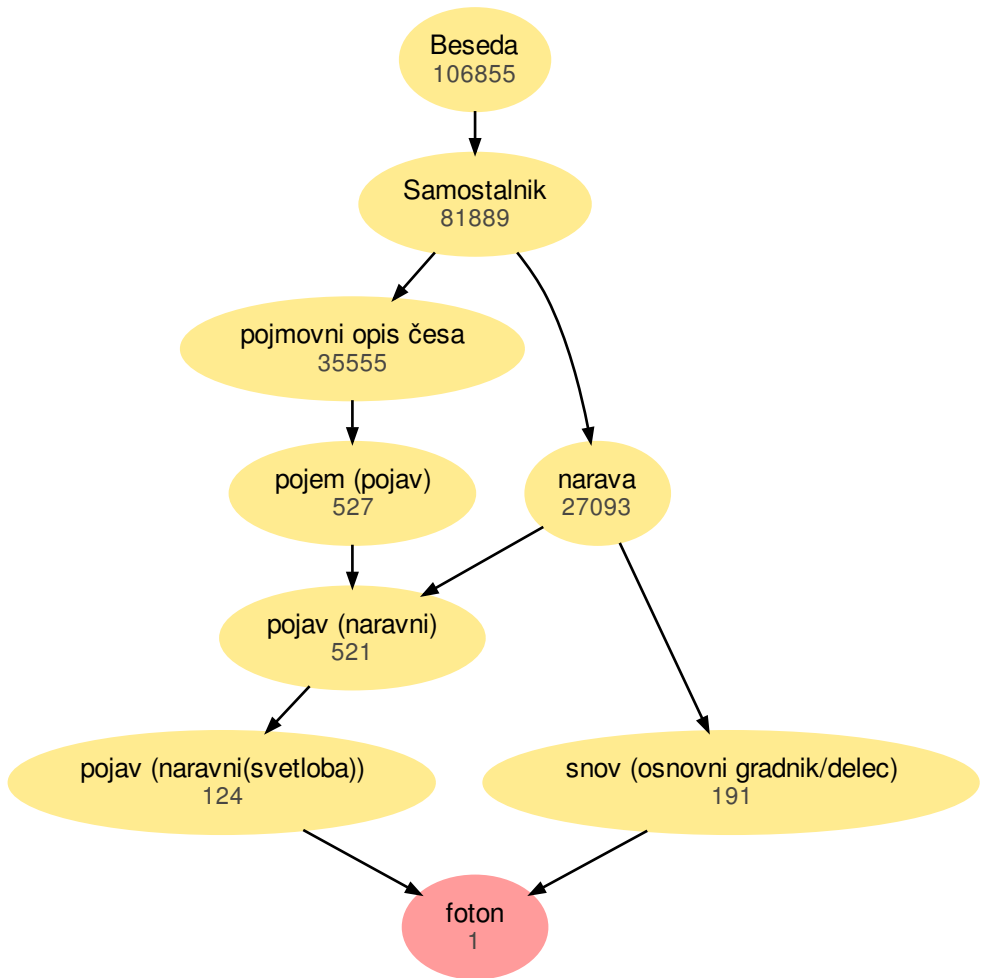 Beseda
106855
Samostalnik
81889
pojmovni opis česa
35555
pojem (pojav)
527
narava
27093
pojav (naravni)
521
pojav (naravni(svetloba))
124
snov (osnovni gradnik/delec)
191
foton
1